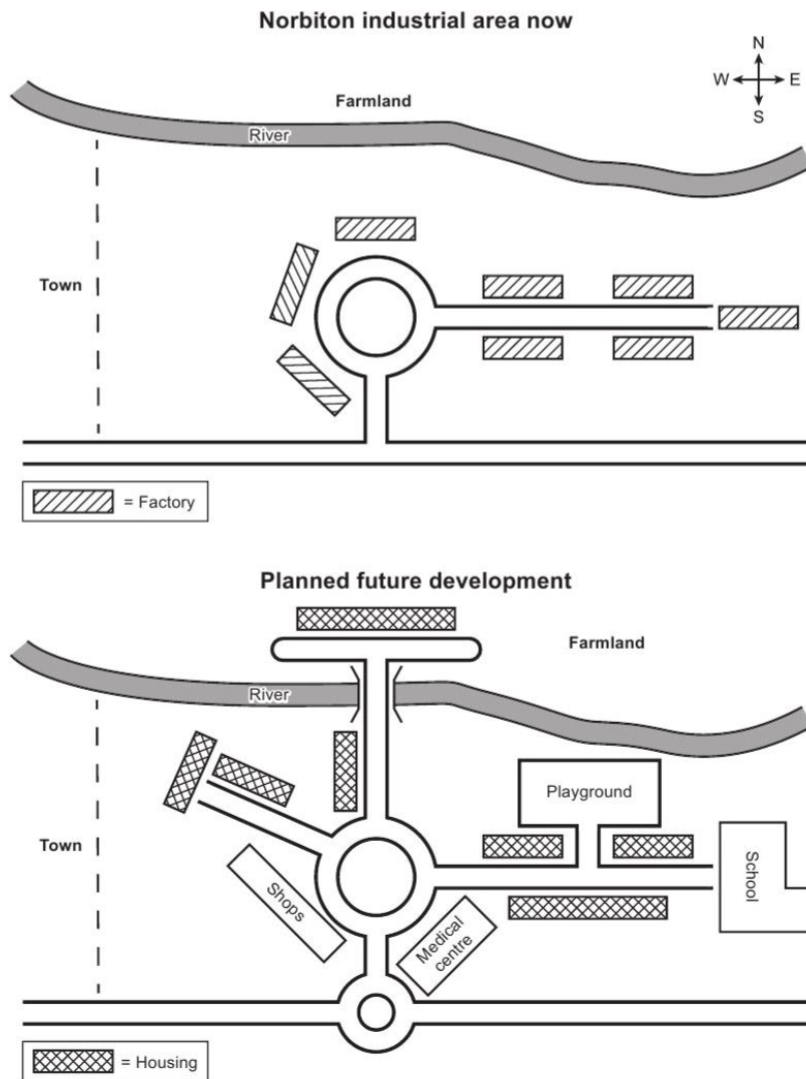 Norbiton industrial area now
N
W E
S
Farmland
River
Town
= Factory
Planned future development
Farmland
River
Playground
Town
School
Shops
Medical
centre
= Housing